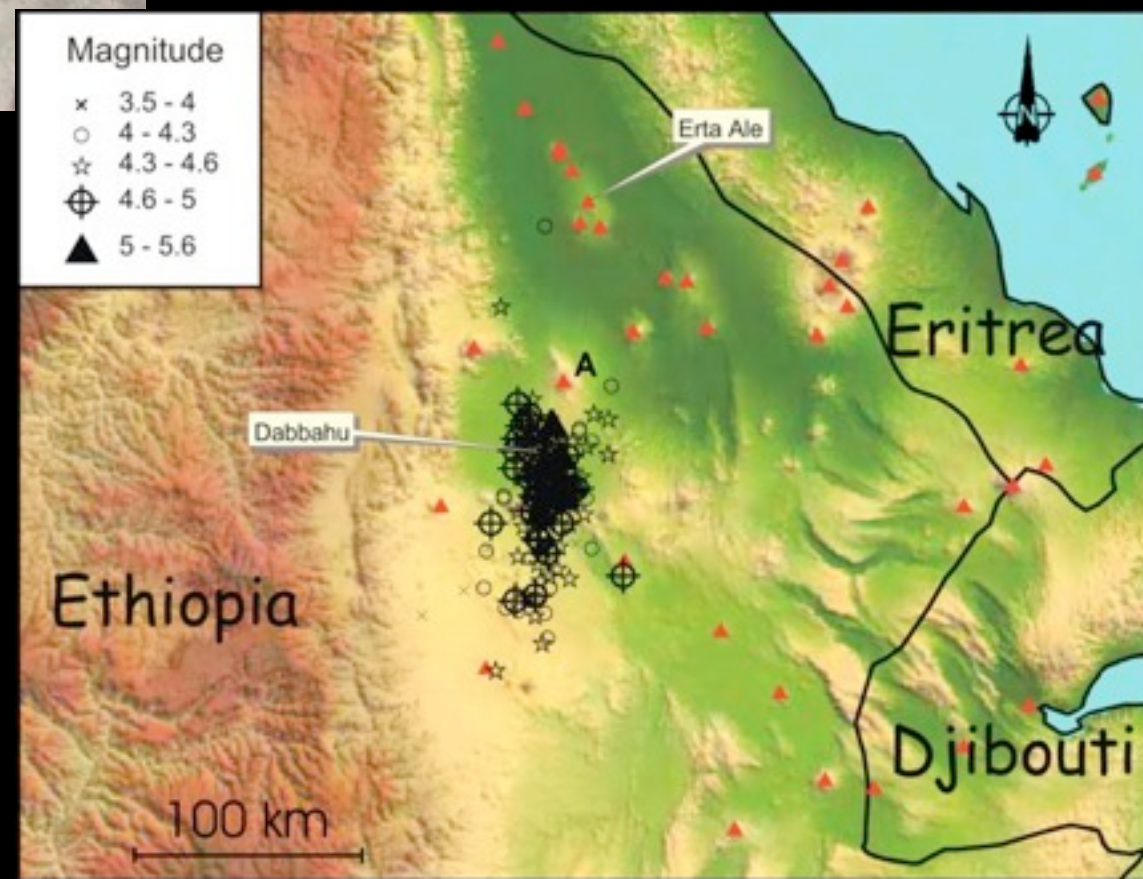 Magnitude
3.5 - 4
4 - 4.3
4.3 - 4.6
4.6 - 5
5 - 5.6
Erta Ale
N
Eritrea
A
Dabbahu
Ethiopia
Djibouti
100 km